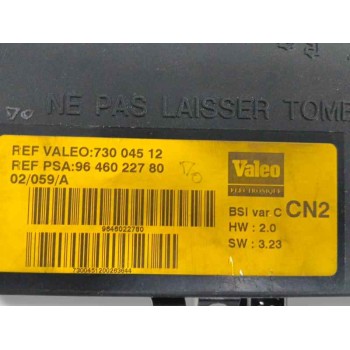 NE PAS LAISSER TOMBE
REF VALEO:730 045 12
REF PSA:96 460 227 80
02/059/A
Valeo
ELECTRONIQUE
BSI var C CN2
HW : 2.0
SW : 3.23
9646022780